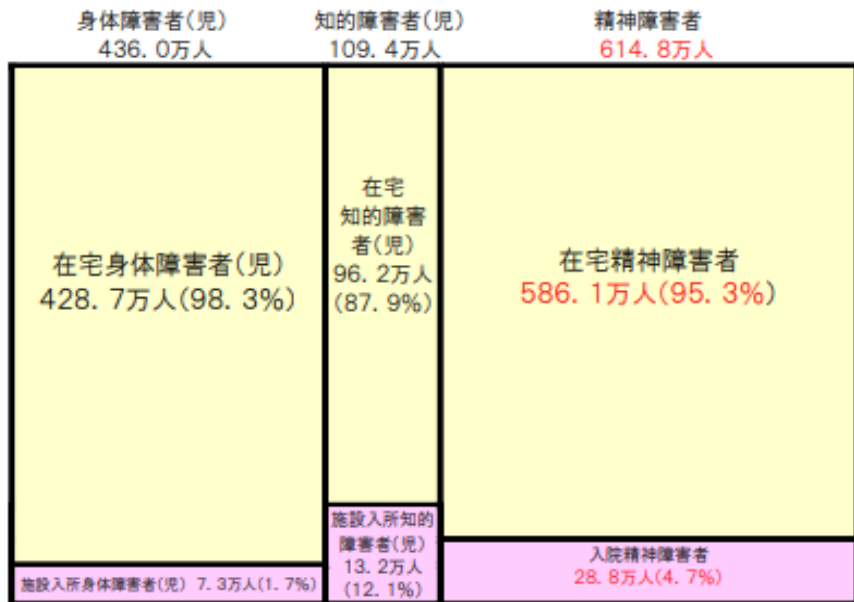 身体障害者(児)
436.0万人
知的障害者(児)
109.4万人
精神障害者
614.8万人
在宅身体障害者(児)
428.7万人(98.3%)
在宅
知的障害
者(児)
96.2万人
(87.9%)
在宅精神障害者
586.1万人(95.3%)
施設入所身体障害者(児) 7.3万人(1.7%)
施設入所知的
障害者(児)
13.2万人
(12.1%)
入院精神障害者
28.8万人(4.7%)